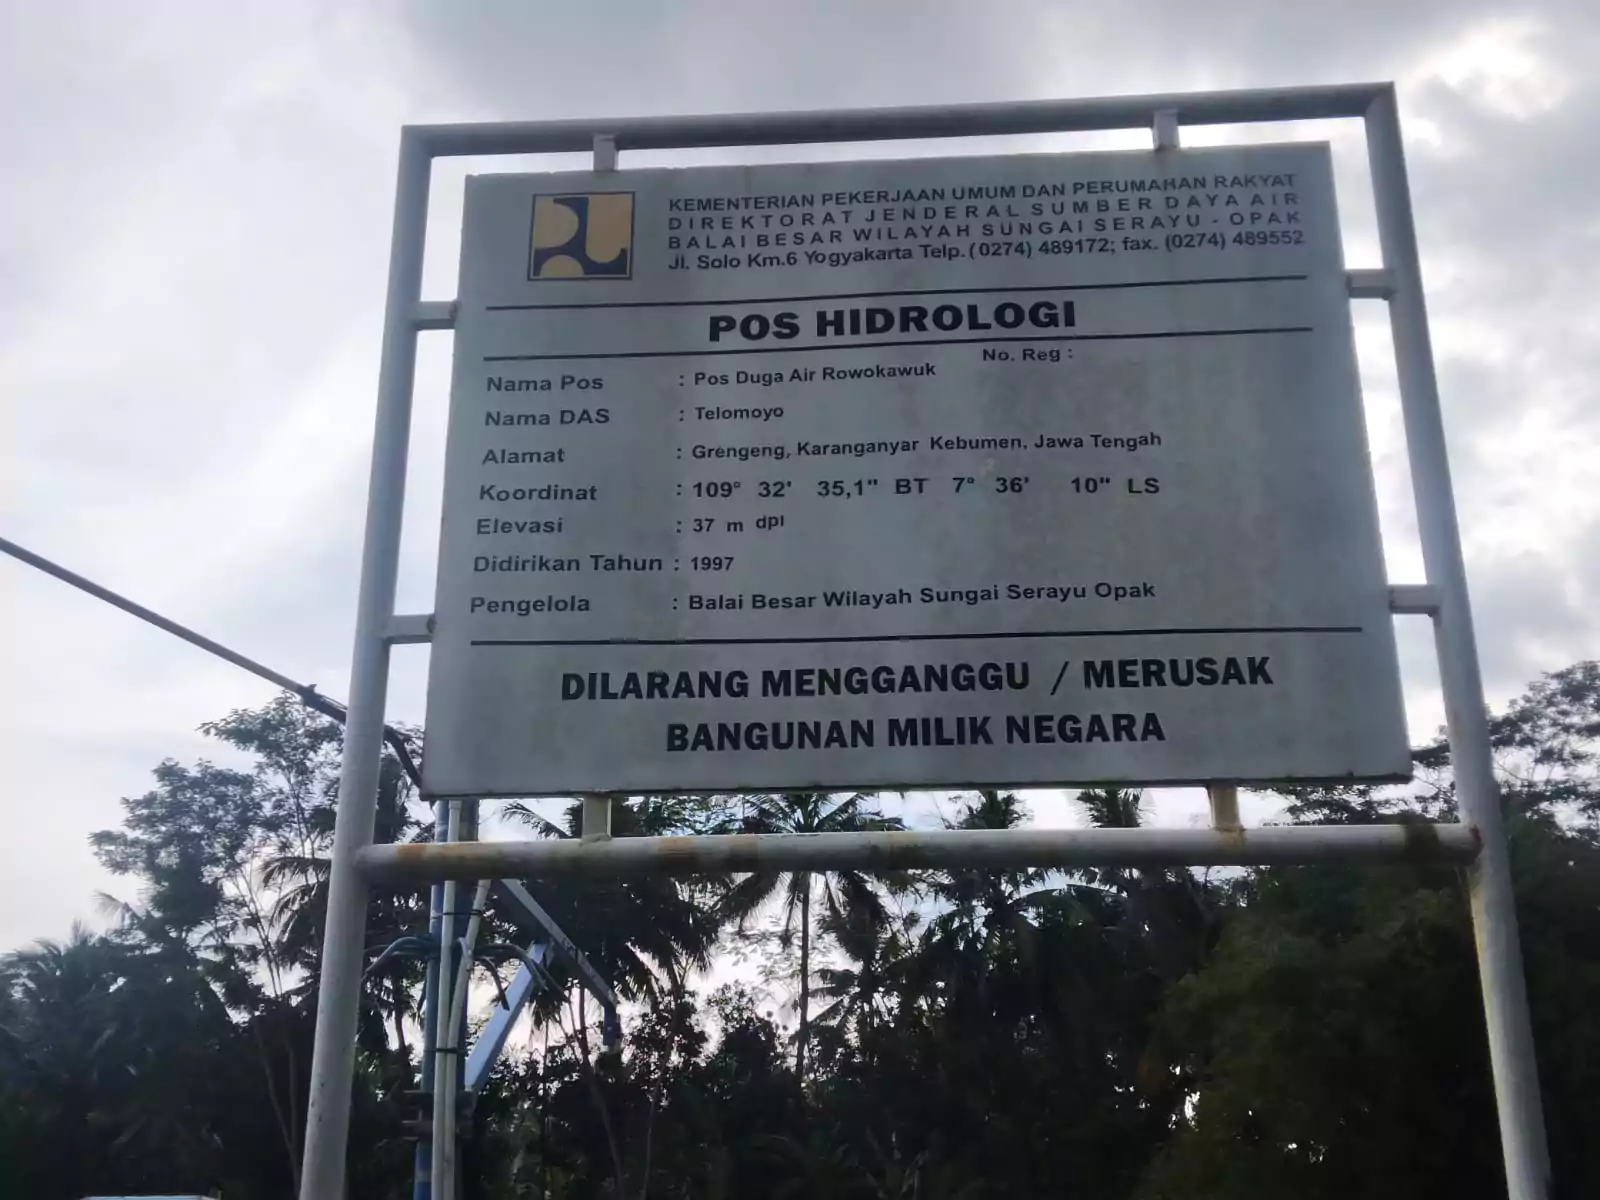 KEMENTERIAN PEKERJAAN UMUM DAN PERUMAHAN RAKYAT
DIREKTORAT JENDERAL SUMBER DAYA AIR
BALAI BESAR WILAYAH SUNGAI SERAYU - OPAK
Jl. Solo Km.6 Yogyakarta Telp. (0274) 489172; fax. (0274) 489552
POS HIDROLOGI
No. Reg :
Nama Pos : Pos Duga Air Rowokawuk
Nama DAS : Telomoyo
Alamat : Grengeng, Karanganyar Kebumen, Jawa Tengah
Koordinat : 109° 32' 35,1" BT 7° 36' 10" LS
Elevasi : 37 m dpl
Didirikan Tahun : 1997
Pengelola : Balai Besar Wilayah Sungai Serayu Opak
DILARANG MENGGANGGU / MERUSAK
BANGUNAN MILIK NEGARA